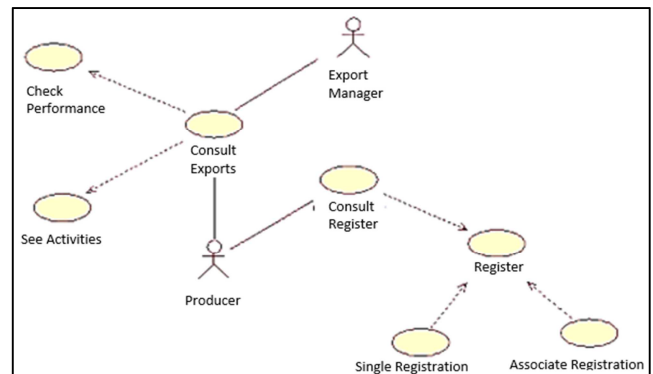 Export
Manager
Check
Performance
Consult
Exports
Consult
Register
See Activities
Register
Producer
Single Registration
Associate Registration